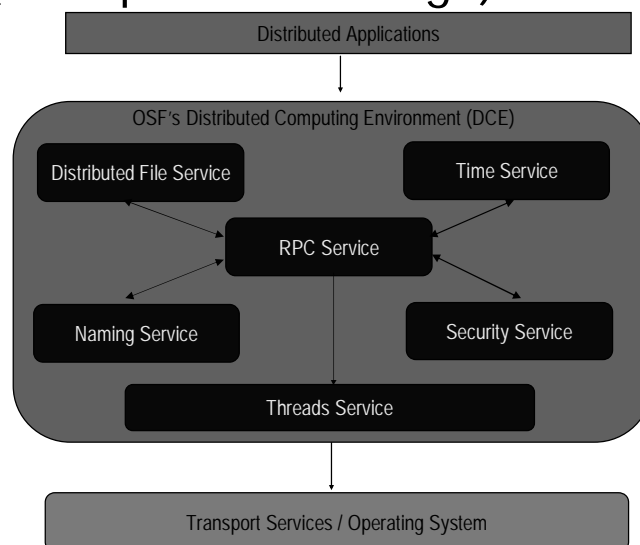 Distributed Applications
OSF's Distributed Computing Environment (DCE)
Distributed File Service
Time Service
RPC Service
Naming Service
Security Service
Threads Service
Transport Services / Operating System